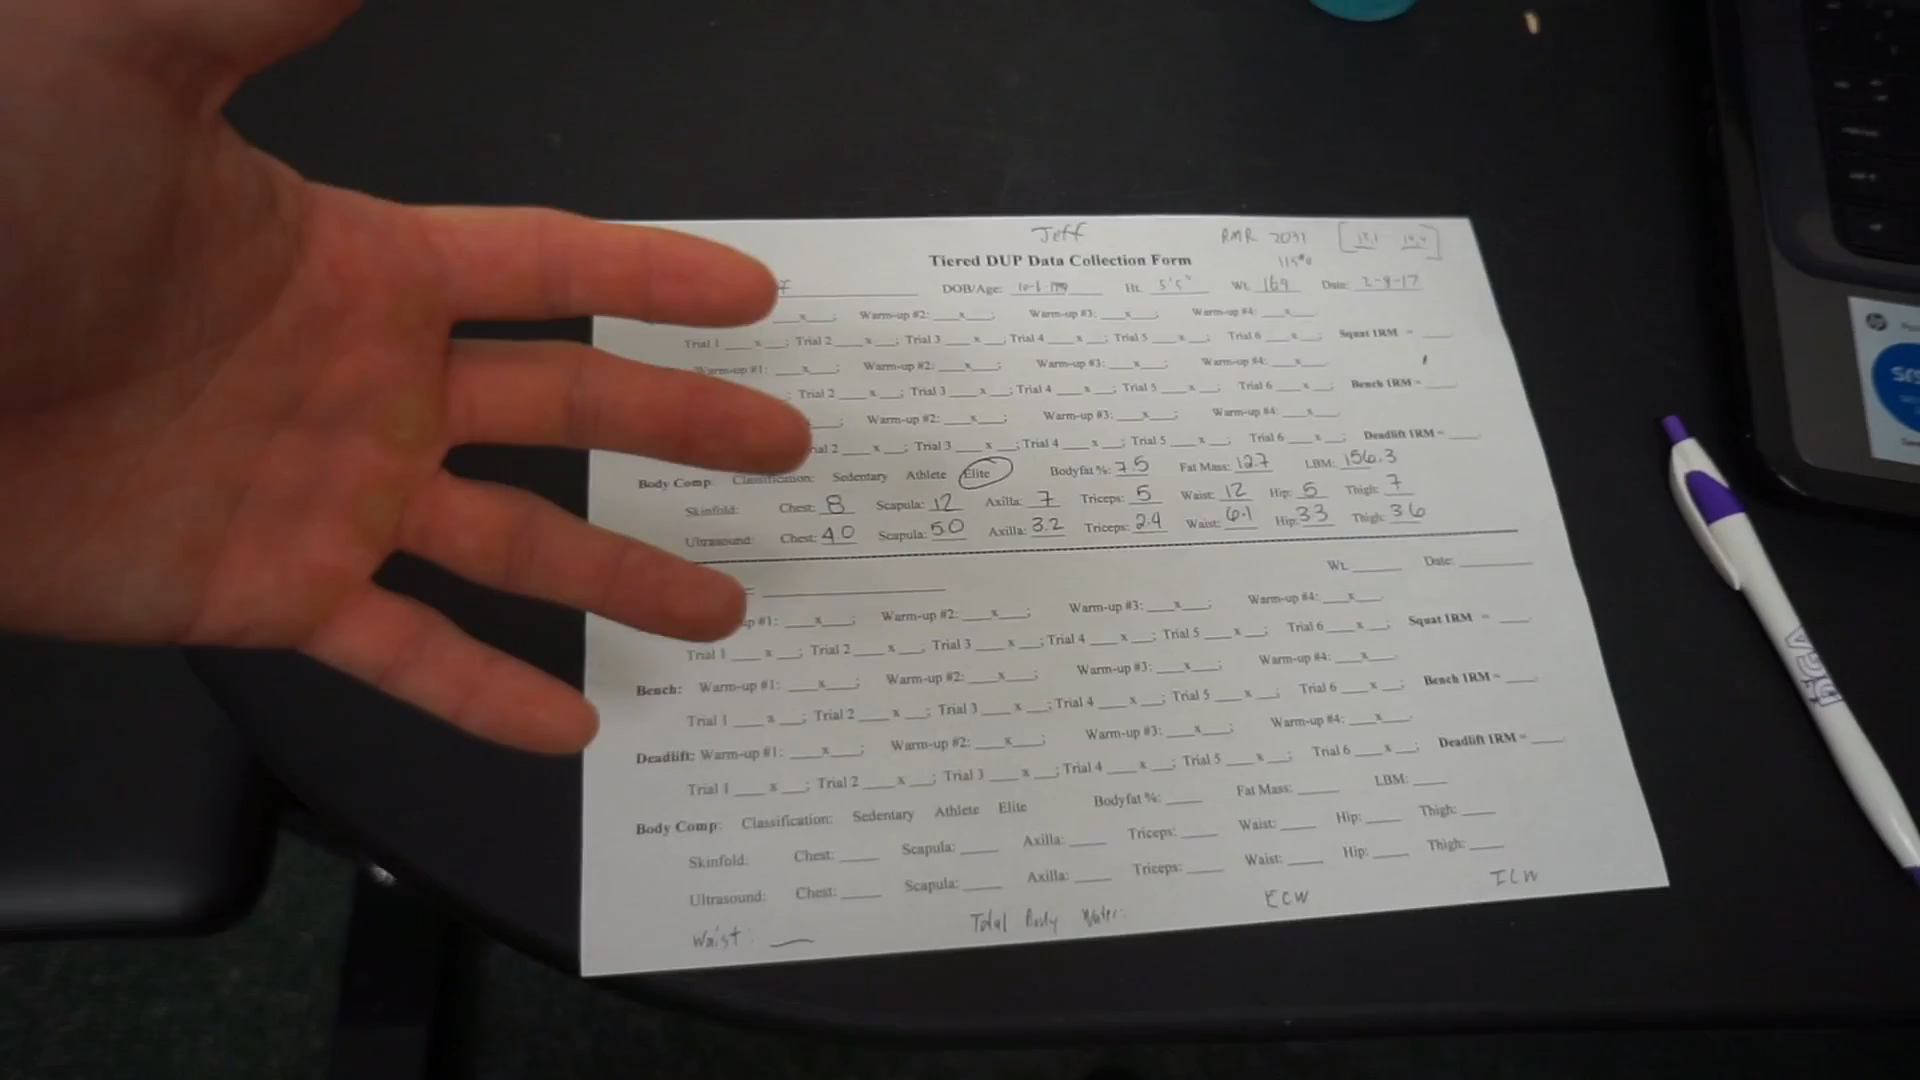 Jeff RMR 2031
Tiered DUP Data Collection Form 115%
DOB/Age: Ht. 5'5" Wt. 169 Date: 2-9-17
x ; Warm-up #2: x ; Warm-up #3: x ; Warm-up #4: x
Trial 1 x ; Trial 2 x ; Trial 3 x ; Trial 4 x ; Trial 5 x ; Trial 6 x ; Squat 1RM =
Warm-up #1: x ; Warm-up #2: x ; Warm-up #3: x ; Warm-up #4: x
; Trial 2 x ; Trial 3 x ; Trial 4 x ; Trial 5 x ; Trial 6 x ; Bench 1RM =
; Warm-up #2: x ; Warm-up #3: x ; Warm-up #4: x
ial 2 x ; Trial 3 x ; Trial 4 x ; Trial 5 x ; Trial 6 x ; Deadlift 1RM =
Body Comp: Classification: Sedentary Athlete Elite Bodyfat %: 7.5 Fat Mass: 12.7 LBM: 156.3
Skinfold: Chest: 8 Scapula: 12 Axilla: 7 Triceps: 5 Waist: 12 Hip: 5 Thigh: 7
Ultrasound: Chest: 4.0 Scapula: 5.0 Axilla: 3.2 Triceps: 2.4 Waist: 6.1 Hip: 3.3 Thigh: 3.6
Wt. Date:
up #1: x ; Warm-up #2: x ; Warm-up #3: x ; Warm-up #4: x
Trial 1 x ; Trial 2 x ; Trial 3 x ; Trial 4 x ; Trial 5 x ; Trial 6 x ; Squat 1RM =
Bench: Warm-up #1: x ; Warm-up #2: x ; Warm-up #3: x ; Warm-up #4: x
Trial 1 x ; Trial 2 x ; Trial 3 x ; Trial 4 x ; Trial 5 x ; Trial 6 x ; Bench 1RM =
Deadlift: Warm-up #1: x ; Warm-up #2: x ; Warm-up #3: x ; Warm-up #4: x
Trial 1 x ; Trial 2 x ; Trial 3 x ; Trial 4 x ; Trial 5 x ; Trial 6 x ; Deadlift 1RM =
Body Comp: Classification: Sedentary Athlete Elite Bodyfat %: Fat Mass: LBM:
Skinfold: Chest: Scapula: Axilla: Triceps: Waist: Hip: Thigh:
Ultrasound: Chest: Scapula: Axilla: Triceps: Waist: Hip: Thigh:
Waist: Total Body Water: ECW ICW
hp